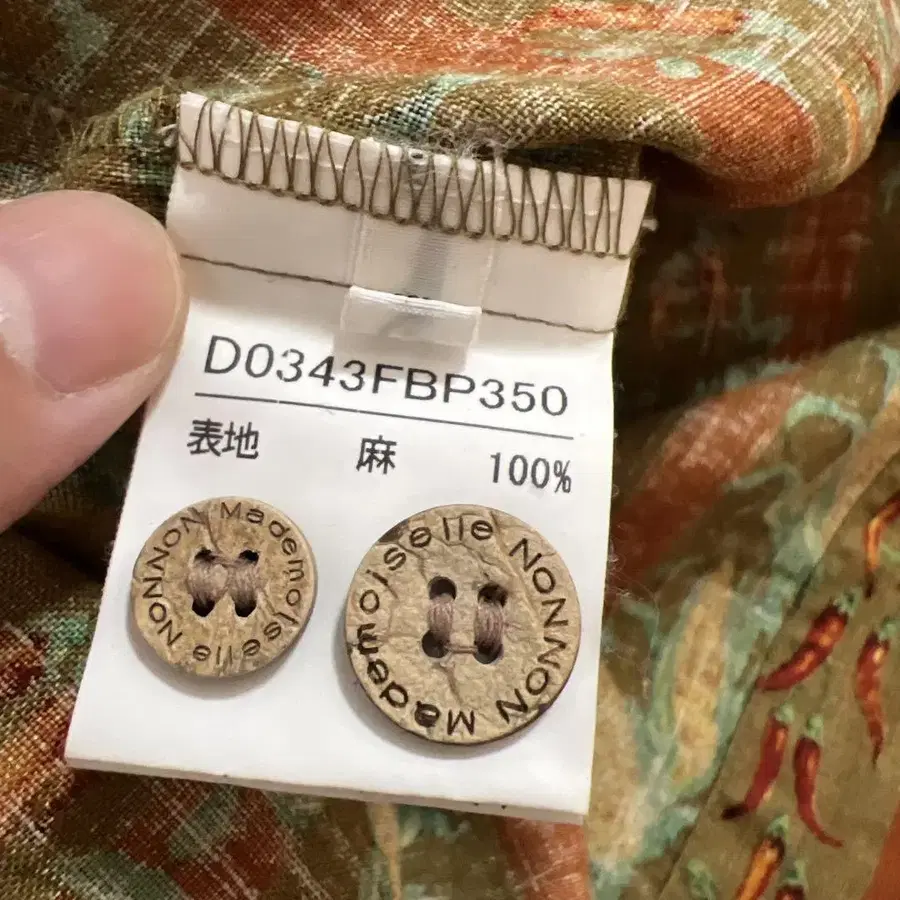 D0343FBP350
表地 麻 100%
NONNON Mademoiselle
Mademoiselle NONNON